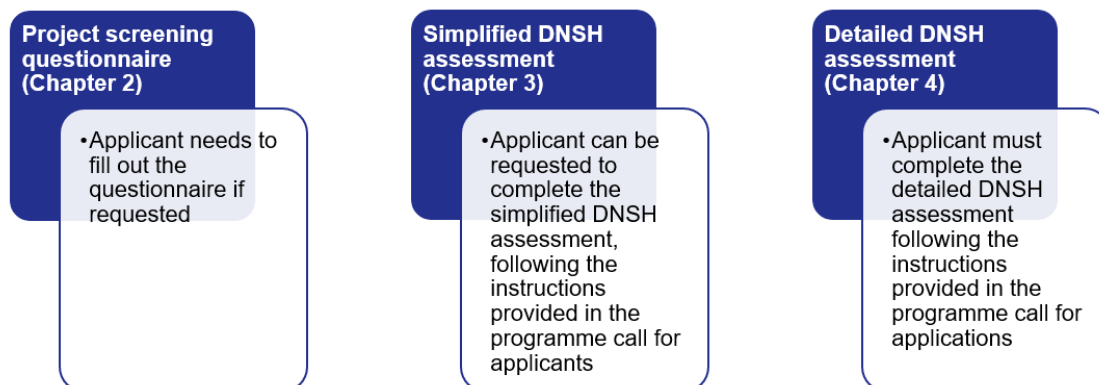 Project screening
questionnaire
(Chapter 2)
•Applicant needs to
fill out the
questionnaire if
requested
Simplified DNSH
assessment
(Chapter 3)
•Applicant can be
requested to
complete the
simplified DNSH
assessment,
following the
instructions
provided in the
programme call for
applicants
Detailed DNSH
assessment
(Chapter 4)
•Applicant must
complete the
detailed DNSH
assessment
following the
instructions
provided in the
programme call for
applications